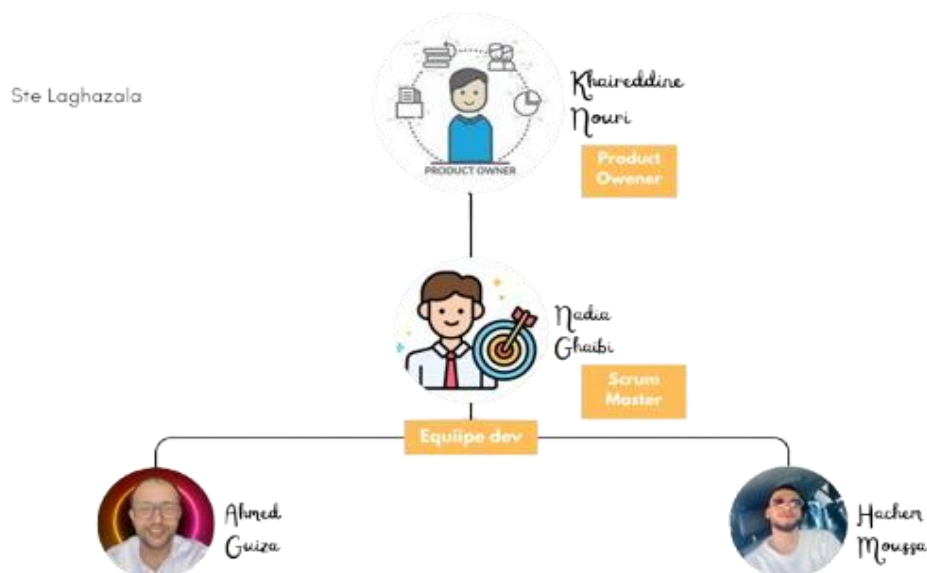 Ste Laghazala
PRODUCT OWNER
Khaireddine
Nouri
Product
Owener
Nadia
Ghaibi
Scrum
Master
Equiipe dev
Ahmed
Guiza
Hachem
Moussa